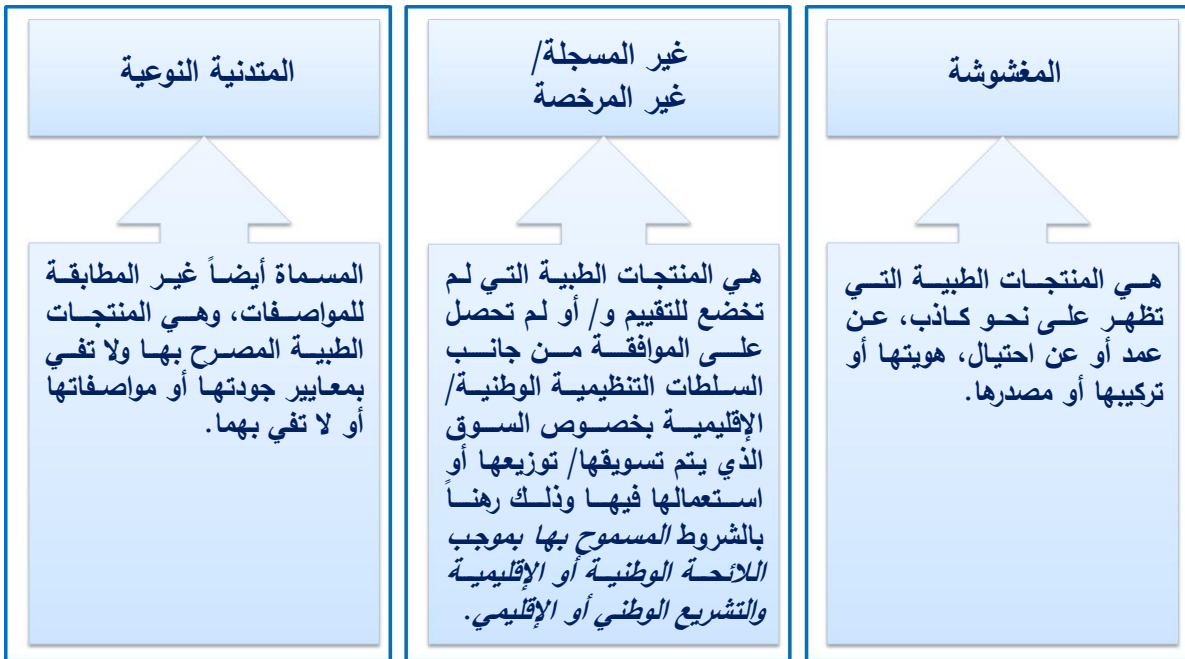 المغشوشة
هي المنتجات الطبية التي
تظهر على نحو كاذب، عن
عمد أو عن احتيال، هويتها أو
تركيبها أو مصدرها.
غير المسجلة/
غير المرخصة
هي المنتجات الطبية التي لم
تخضع للتقييم و/ أو لم تحصل
على الموافقة من جانب
السلطات التنظيمية الوطنية/
الإقليمية بخصوص السوق
الذي يتم تسويقها/ توزيعها أو
استعمالها فيها وذلك رهناً
بالشروط المسموح بها بموجب
اللائحة الوطنية أو الإقليمية
والتشريع الوطني أو الإقليمي.
المتدنية النوعية
المسماة أيضاً غير المطابقة
للمواصفات، وهي المنتجات
الطبية المصرح بها ولا تفي
بمعايير جودتها أو مواصفاتها
أو لا تفي بهما.